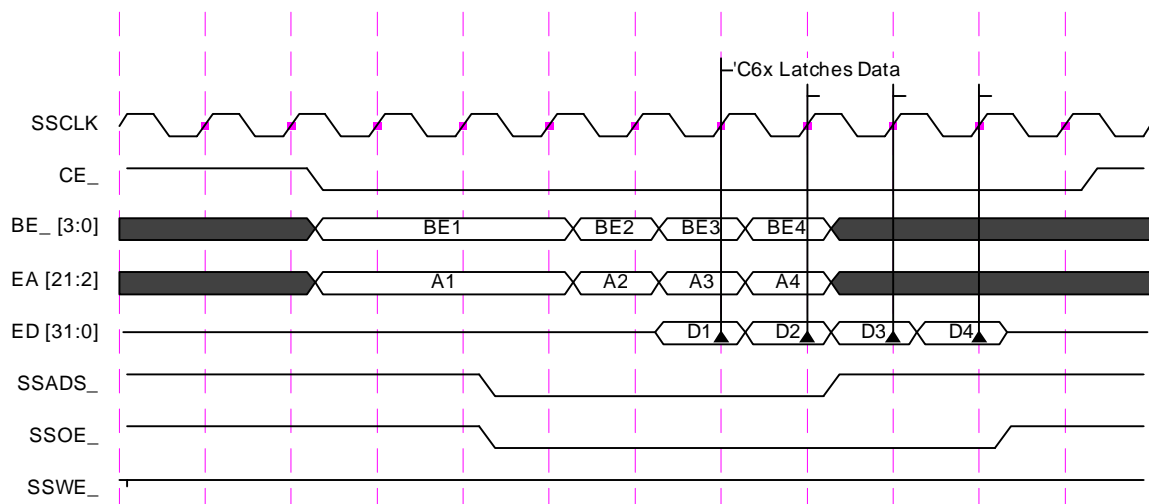 'C6x Latches Data
SSCLK
CE_
BE_ [3:0] BE1 BE2 BE3 BE4
EA [21:2] A1 A2 A3 A4
ED [31:0] D1 D2 D3 D4
SSADS_
SSOE_
SSWE_